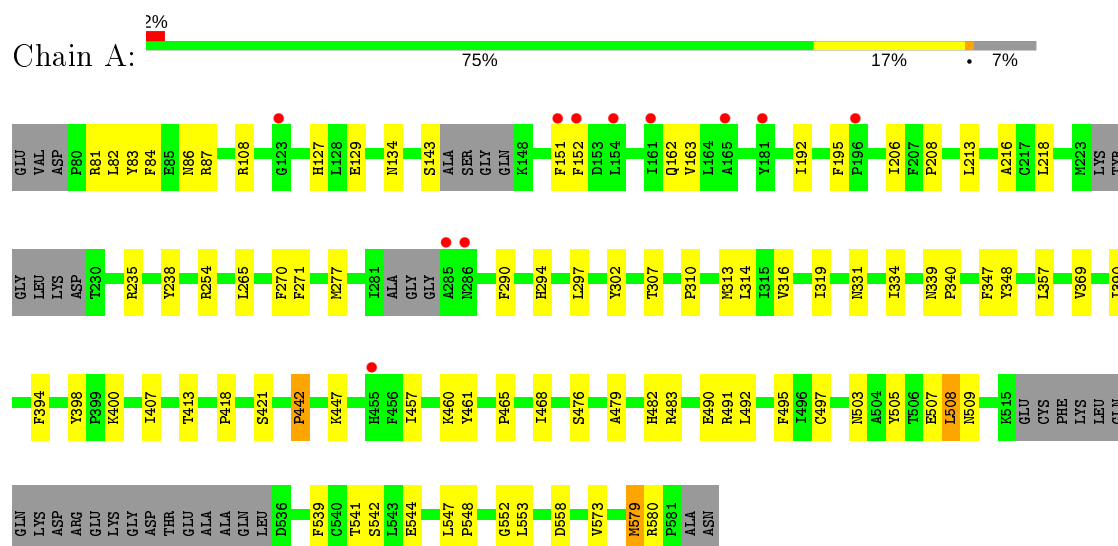 2%
Chain A:
75% 17% • 7%
GLU VAL ASP P80 R81 L82 Y83 F84 E85 N86 R87 R108 G123 H127 L128 E129 N134 S143 ALA SER GLY GLN K148 F151 F152 D153 L154 I161 Q162 V163 L164 A165 Y181 I192 F195 P196 I206 F207 P208 L213 A216 C217 L218 M223 LYS TYR
GLY LEU LYS ASP T230 R235 Y238 R254 L265 F270 F271 M277 I281 ALA GLY GLY A285 N286 F290 H294 L297 Y302 T307 P310 M313 L314 I315 V316 I319 N331 I334 N339 P340 F347 Y348 L357 V369
F394 Y398 P399 K400 I407 T413 P418 S421 P442 K447 H455 F456 I457 K460 Y461 P465 I468 S476 A479 H482 R483 E490 R491 L492 F495 I496 C497 N503 A504 Y505 T506 E507 L508 N509 K515 GLU CYS PHE LYS LEU GLN
GLN LYS ASP ARG GLU LYS GLY ASP THR GLU ALA ALA GLN LEU D536 F539 C540 T541 S542 L543 E544 L547 P548 G552 L553 D558 V573 M579 R580 P581 ALA ASN